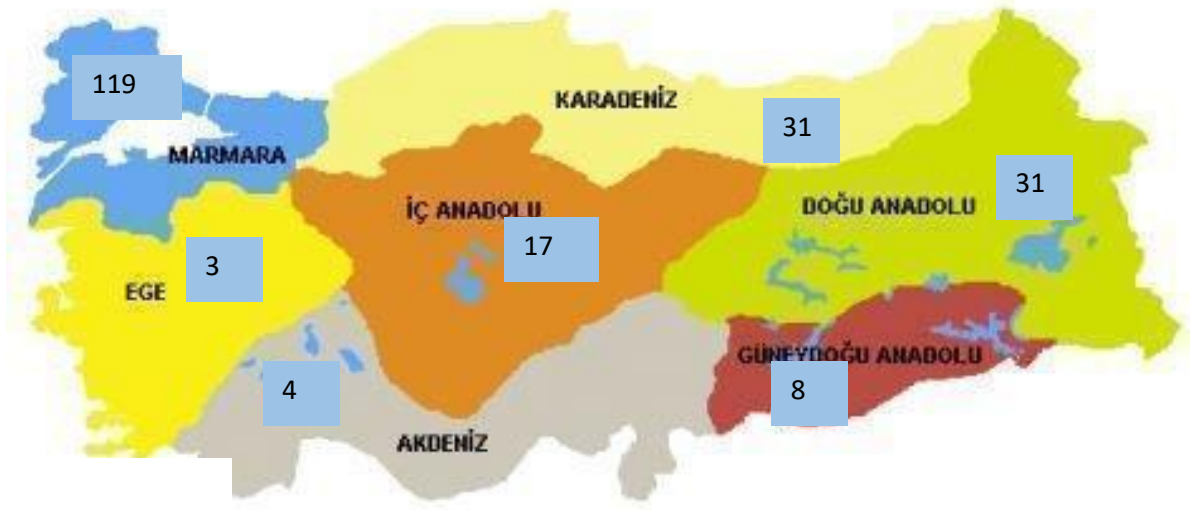 119
KARADENİZ
31
MARMARA
31
İÇ ANADOLU
DOĞU ANADOLU
17
3
EGE
GÜNEYDOĞU ANADOLU
4
8
AKDENİZ